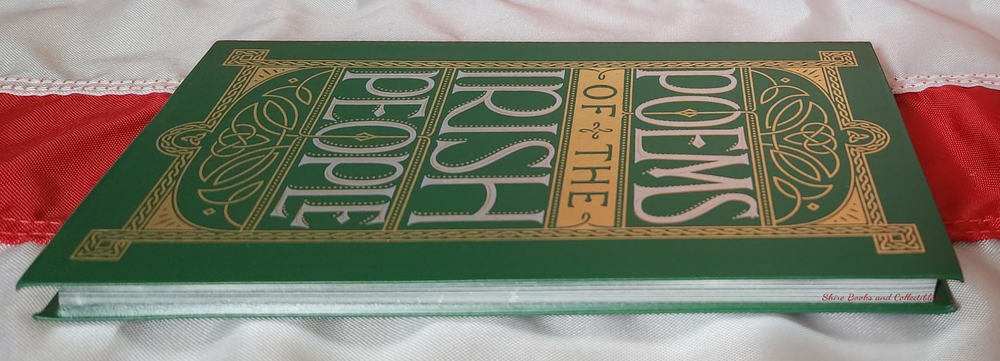 POEMS
OF THE
IRISH
PEOPLE
Shire Books and Collectibles